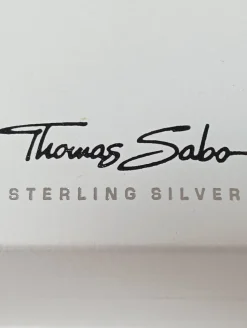 Thomas Sabo
STERLING SILVER